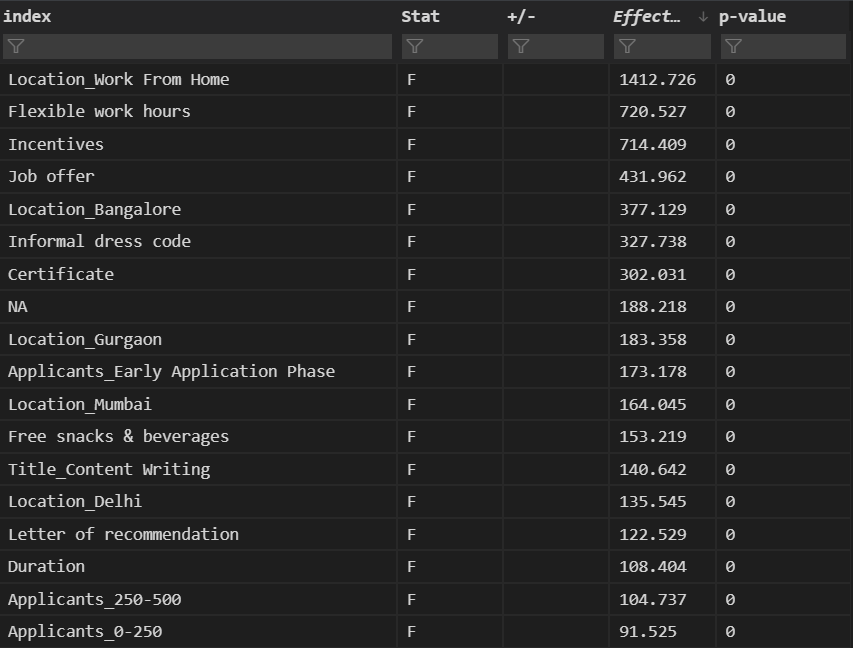 index Stat +/- Effect… ↓ p-value
Location_Work From Home F 1412.726 0
Flexible work hours F 720.527 0
Incentives F 714.409 0
Job offer F 431.962 0
Location_Bangalore F 377.129 0
Informal dress code F 327.738 0
Certificate F 302.031 0
NA F 188.218 0
Location_Gurgaon F 183.358 0
Applicants_Early Application Phase F 173.178 0
Location_Mumbai F 164.045 0
Free snacks & beverages F 153.219 0
Title_Content Writing F 140.642 0
Location_Delhi F 135.545 0
Letter of recommendation F 122.529 0
Duration F 108.404 0
Applicants_250-500 F 104.737 0
Applicants_0-250 F 91.525 0